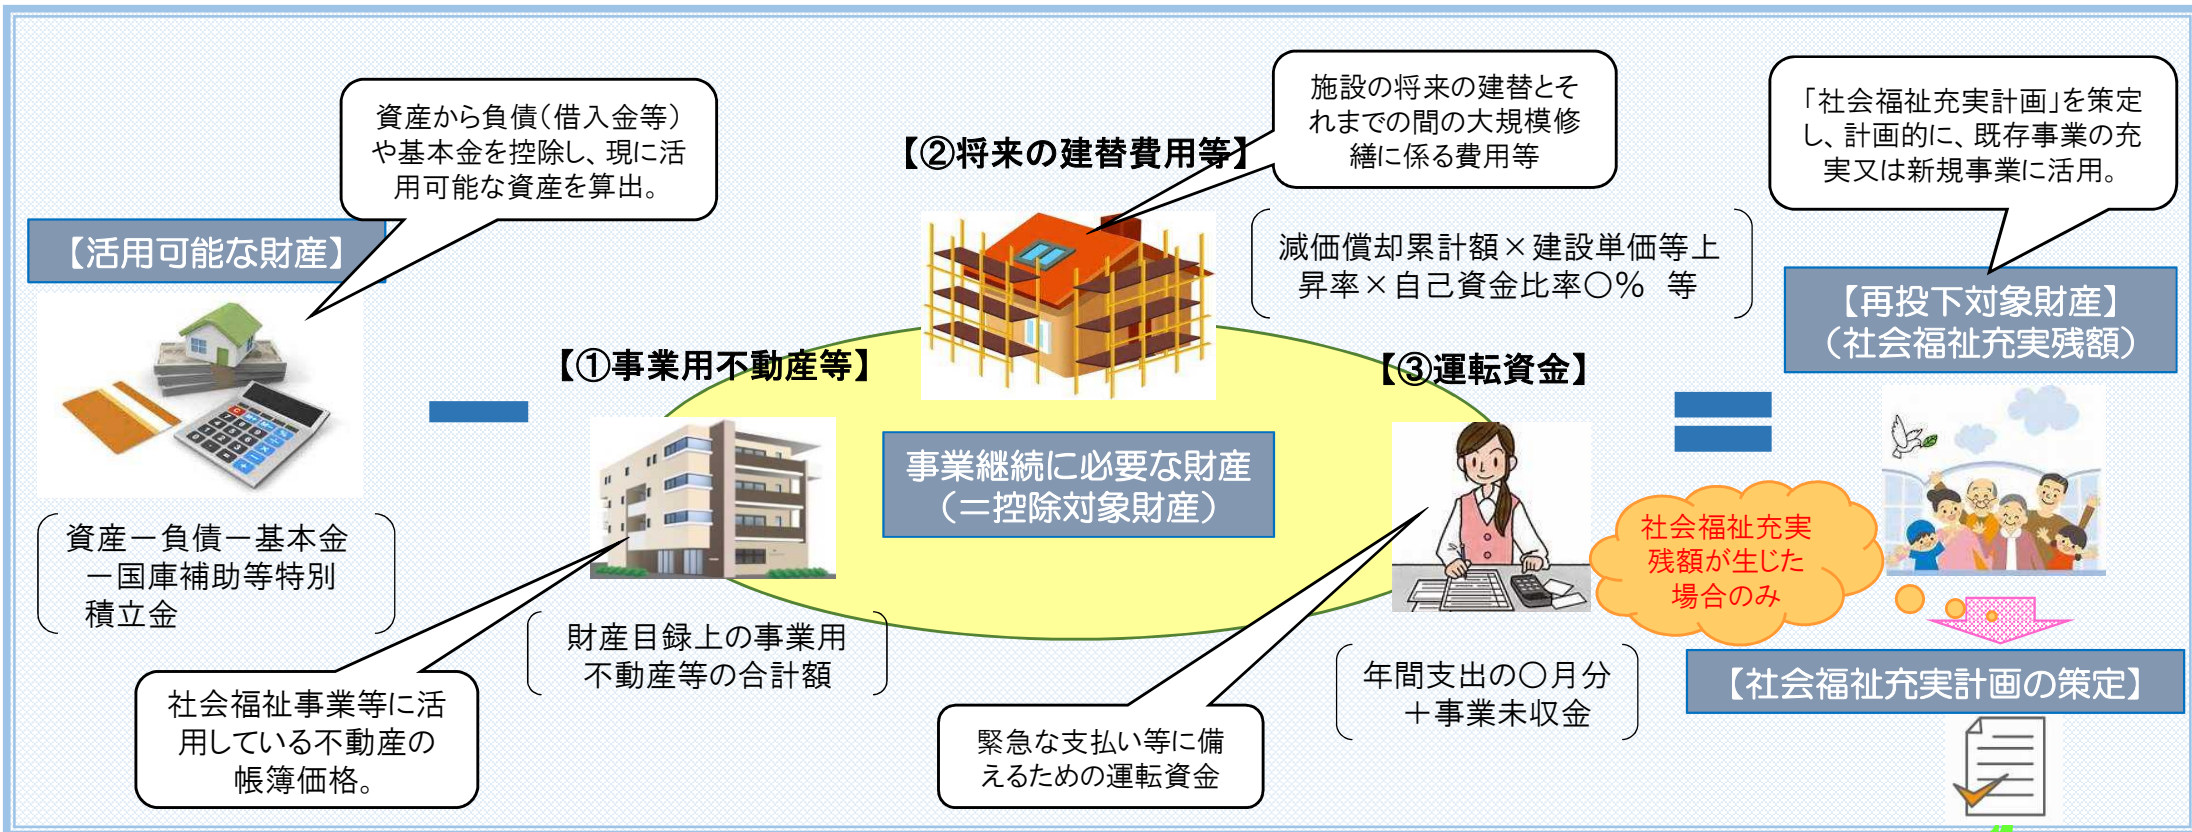 資産から負債(借入金等)
や基本金を控除し、現に活
用可能な資産を算出。
【活用可能な財産】
資産－負債－基本金
－国庫補助等特別
積立金
【①事業用不動産等】
財産目録上の事業用
不動産等の合計額
社会福祉事業等に活
用している不動産の
帳簿価格。
【②将来の建替費用等】
施設の将来の建替とそ
れまでの間の大規模修
繕に係る費用等
減価償却累計額×建設単価等上
昇率×自己資金比率〇% 等
事業継続に必要な財産
(=控除対象財産)
【③運転資金】
年間支出の〇月分
＋事業未収金
緊急な支払い等に備
えるための運転資金
「社会福祉充実計画」を策定
し、計画的に、既存事業の充
実又は新規事業に活用。
【再投下対象財産】
(社会福祉充実残額)
社会福祉充実
残額が生じた
場合のみ
【社会福祉充実計画の策定】